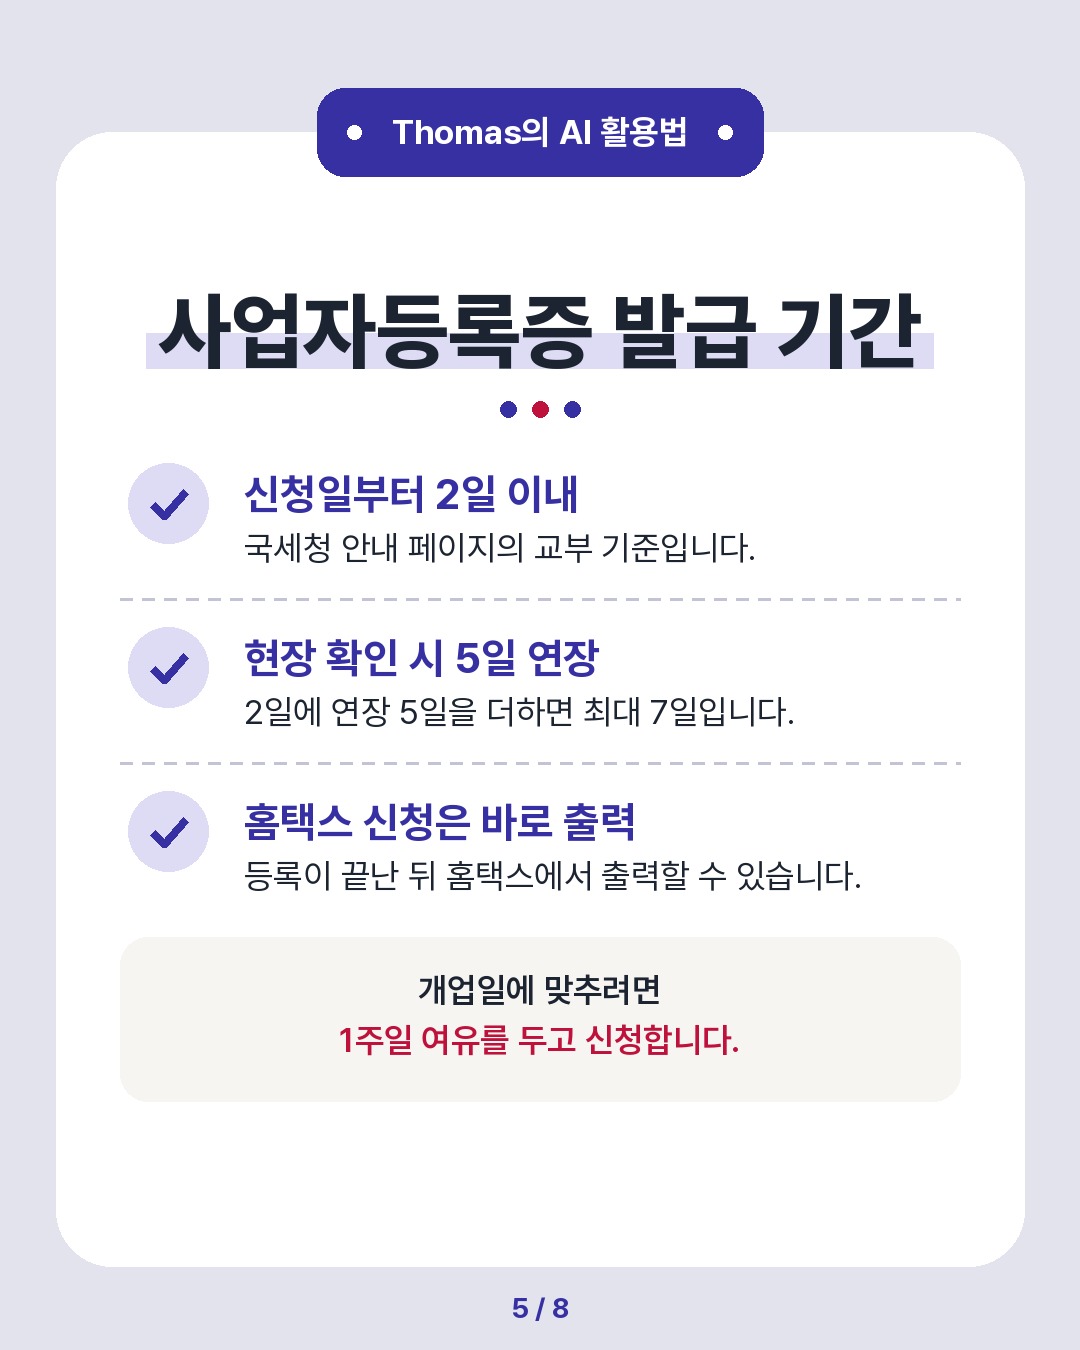 Thomas의 AI 활용법
사업자등록증 발급 기간
신청일부터 2일 이내
국세청 안내 페이지의 교부 기준입니다.
현장 확인 시 5일 연장
2일에 연장 5일을 더하면 최대 7일입니다.
홈택스 신청은 바로 출력
등록이 끝난 뒤 홈택스에서 출력할 수 있습니다.
개업일에 맞추려면
1주일 여유를 두고 신청합니다.
5 / 8